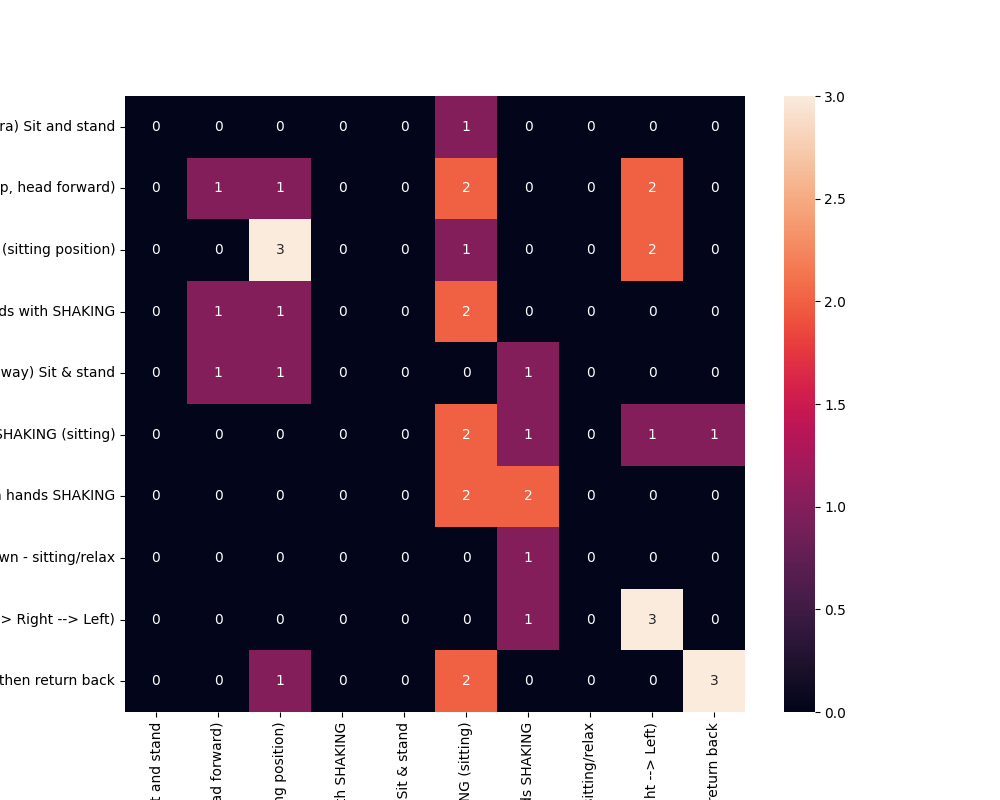 3.0
ra) Sit and stand 0 0 0 0 0 1 0 0 0 0
p, head forward) 0 1 1 0 0 2 0 0 2 0
2.5
(sitting position) 0 0 3 0 0 1 0 0 2 0
ds with SHAKING 0 1 1 0 0 2 0 0 0 0
2.0
way) Sit & stand 0 1 1 0 0 0 1 0 0 0
1.5
SHAKING (sitting) 0 0 0 0 0 2 1 0 1 1
hands SHAKING 0 0 0 0 0 2 2 0 0 0
1.0
wn - sitting/relax 0 0 0 0 0 0 1 0 0 0
0.5
> Right --> Left) 0 0 0 0 0 0 1 0 3 0
then return back 0 0 1 0 0 2 0 0 0 3
0.0
t and stand
ad forward)
ng position)
th SHAKING
Sit & stand
NG (sitting)
ds SHAKING
sitting/relax
ht --> Left)
return back